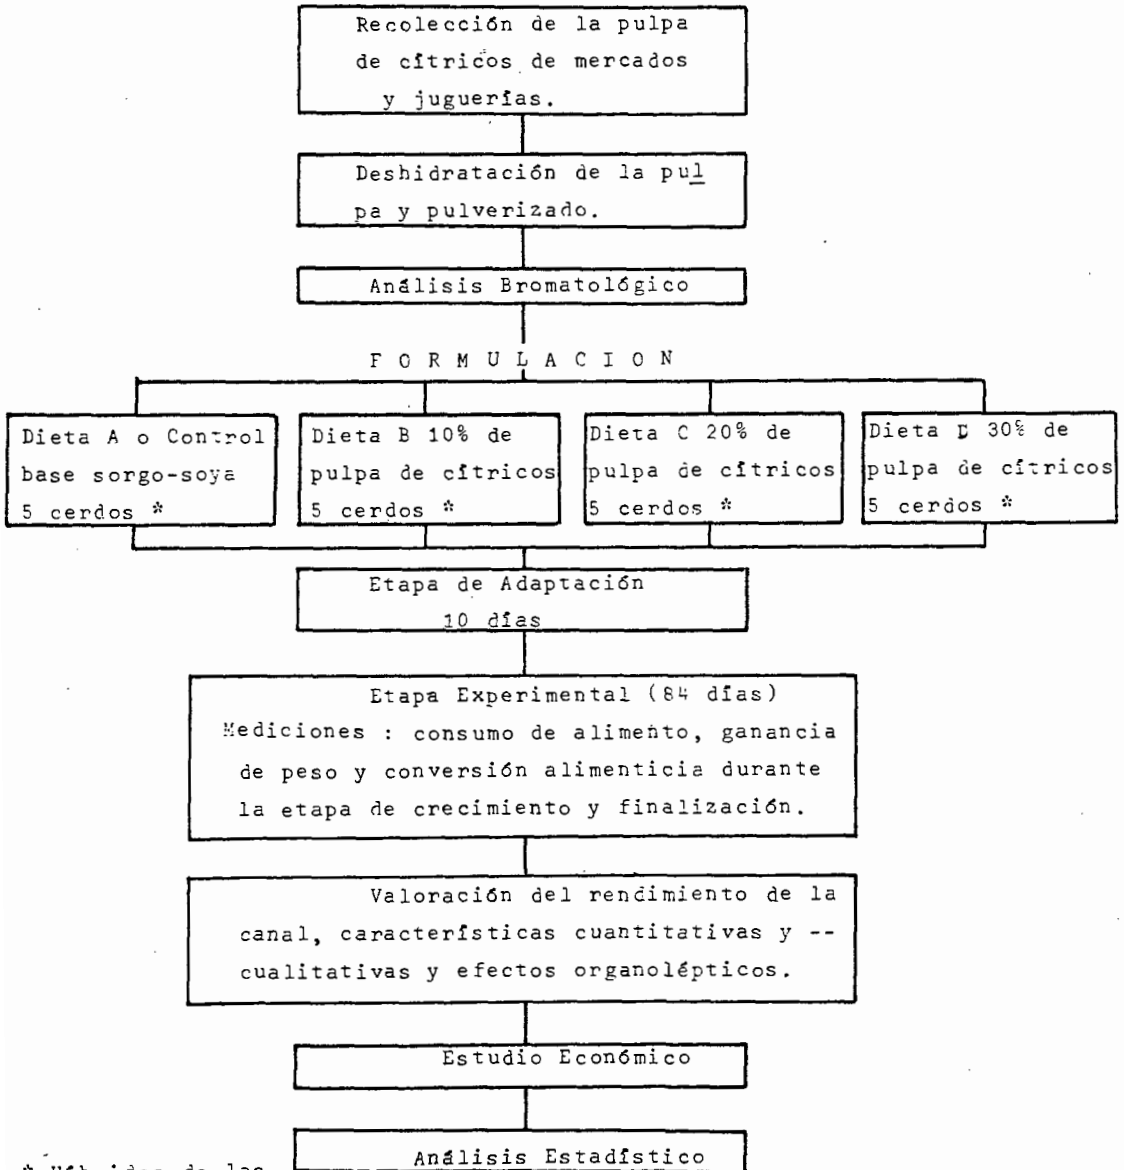 Recolección de la pulpa
de cítricos de mercados
y juguerías.
Deshidratación de la pul
pa y pulverizado.
Análisis Bromatológico
F O R M U L A C I O N
Dieta A o Control
base sorgo-soya
5 cerdos *
Dieta B 10% de
pulpa de cítricos
5 cerdos *
Dieta C 20% de
pulpa de cítricos
5 cerdos *
Dieta D 30% de
pulpa de cítricos
5 cerdos *
Etapa de Adaptación
10 días
Etapa Experimental (84 días)
Mediciones : consumo de alimento, ganancia
de peso y conversión alimenticia durante
la etapa de crecimiento y finalización.
Valoración del rendimiento de la
canal, características cuantitativas y --
cualitativas y efectos organolépticos.
Estudio Económico
Análisis Estadístico
* de las